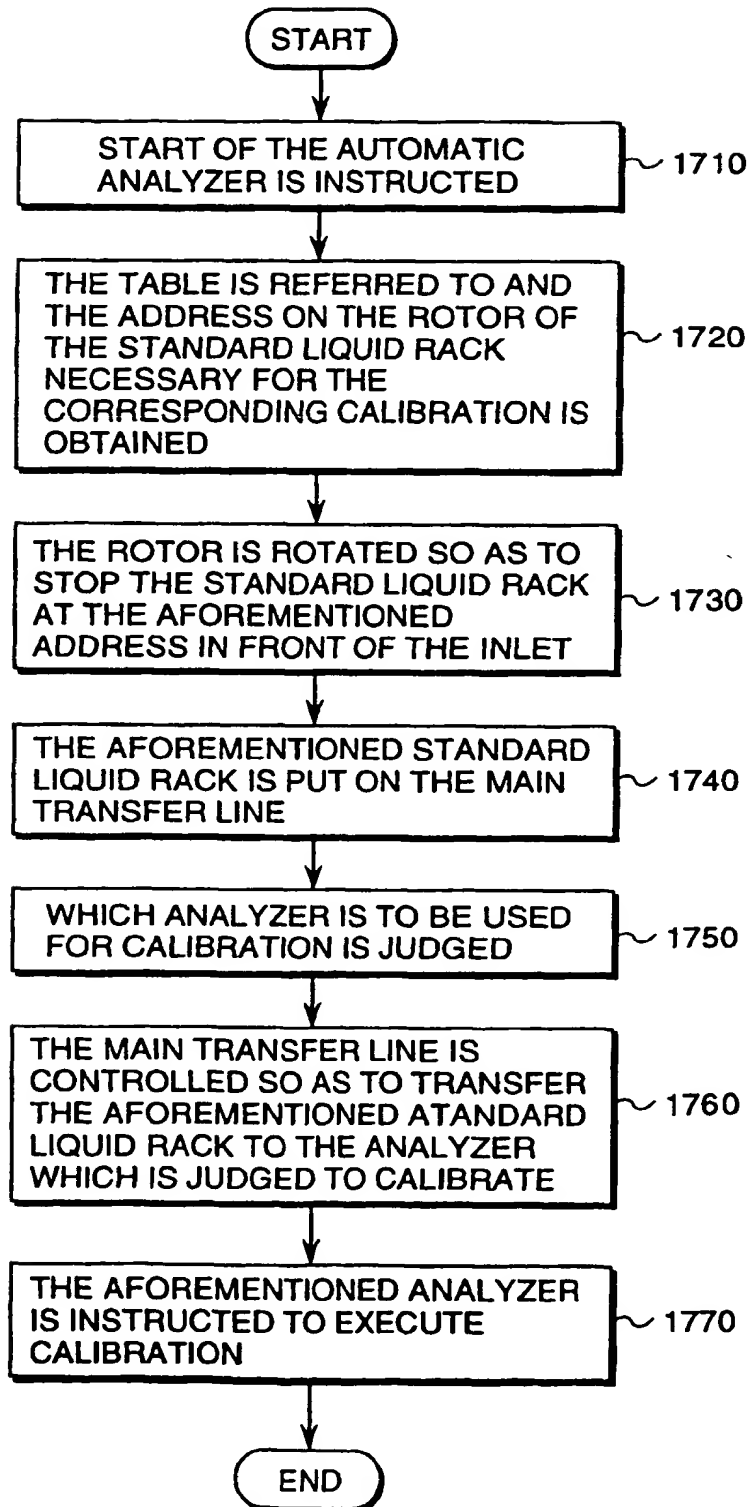 START
START OF THE AUTOMATIC
ANALYZER IS INSTRUCTED
1710
THE TABLE IS REFERRED TO AND
THE ADDRESS ON THE ROTOR OF
THE STANDARD LIQUID RACK
NECESSARY FOR THE
CORRESPONDING CALIBRATION IS
OBTAINED
1720
THE ROTOR IS ROTATED SO AS TO
STOP THE STANDARD LIQUID RACK
AT THE AFOREMENTIONED
ADDRESS IN FRONT OF THE INLET
1730
THE AFOREMENTIONED STANDARD
LIQUID RACK IS PUT ON THE MAIN
TRANSFER LINE
1740
WHICH ANALYZER IS TO BE USED
FOR CALIBRATION IS JUDGED
1750
THE MAIN TRANSFER LINE IS
CONTROLLED SO AS TO TRANSFER
THE AFOREMENTIONED ATANDARD
LIQUID RACK TO THE ANALYZER
WHICH IS JUDGED TO CALIBRATE
1760
THE AFOREMENTIONED ANALYZER
IS INSTRUCTED TO EXECUTE
CALIBRATION
1770
END